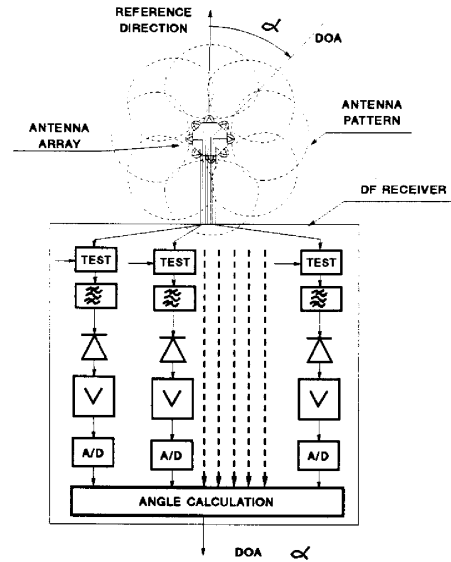 REFERENCE
DIRECTION
α
DOA
ANTENNA
ARRAY
ANTENNA
PATTERN
DF RECEIVER
TEST
TEST
TEST
V
V
V
A/D
A/D
A/D
ANGLE CALCULATION
DOA α